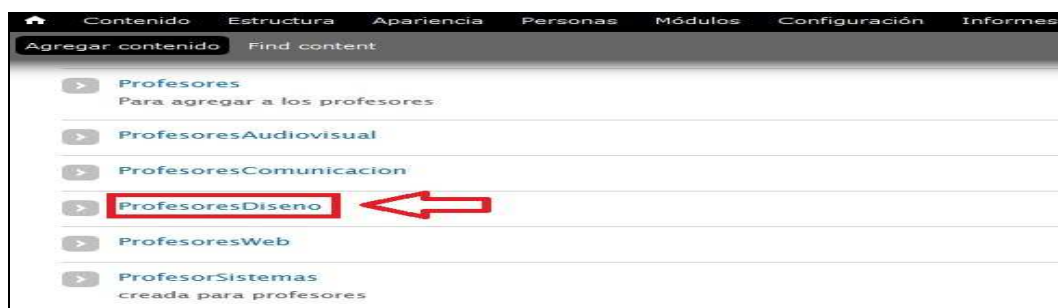 Contenido Estructura Apariencia Personas Módulos Configuración Informes
Agregar contenido Find content
Profesores
Para agregar a los profesores
ProfesoresAudiovisual
ProfesoresComunicacion
ProfesoresDiseno
ProfesoresWeb
ProfesorSistemas
creada para profesores